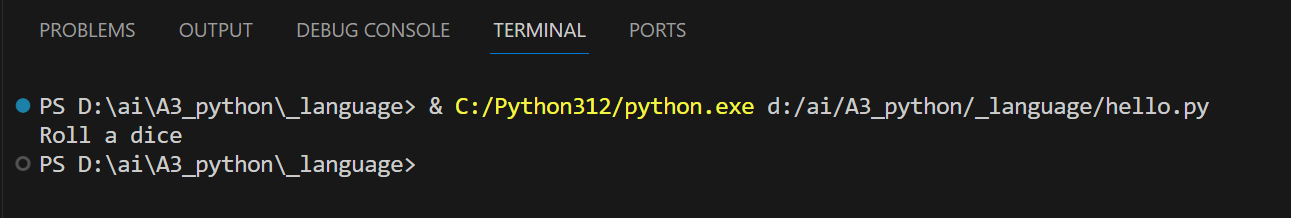 PROBLEMS OUTPUT DEBUG CONSOLE TERMINAL PORTS
PS D:\ai\A3_python\_language> & C:/Python312/python.exe d:/ai/A3_python/_language/hello.py
Roll a dice
PS D:\ai\A3_python\_language>